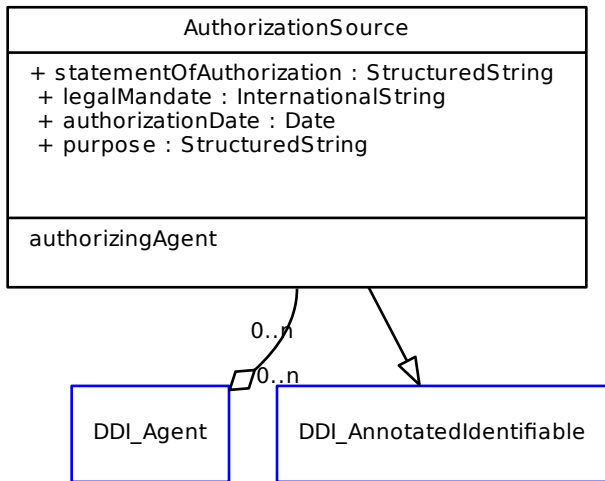 AuthorizationSource
+ statementOfAuthorization : StructuredString
+ legalMandate : InternationalString
+ authorizationDate : Date
+ purpose : StructuredString
authorizingAgent
0..n
0..n
DDI_Agent
DDI_AnnotatedIdentifiable